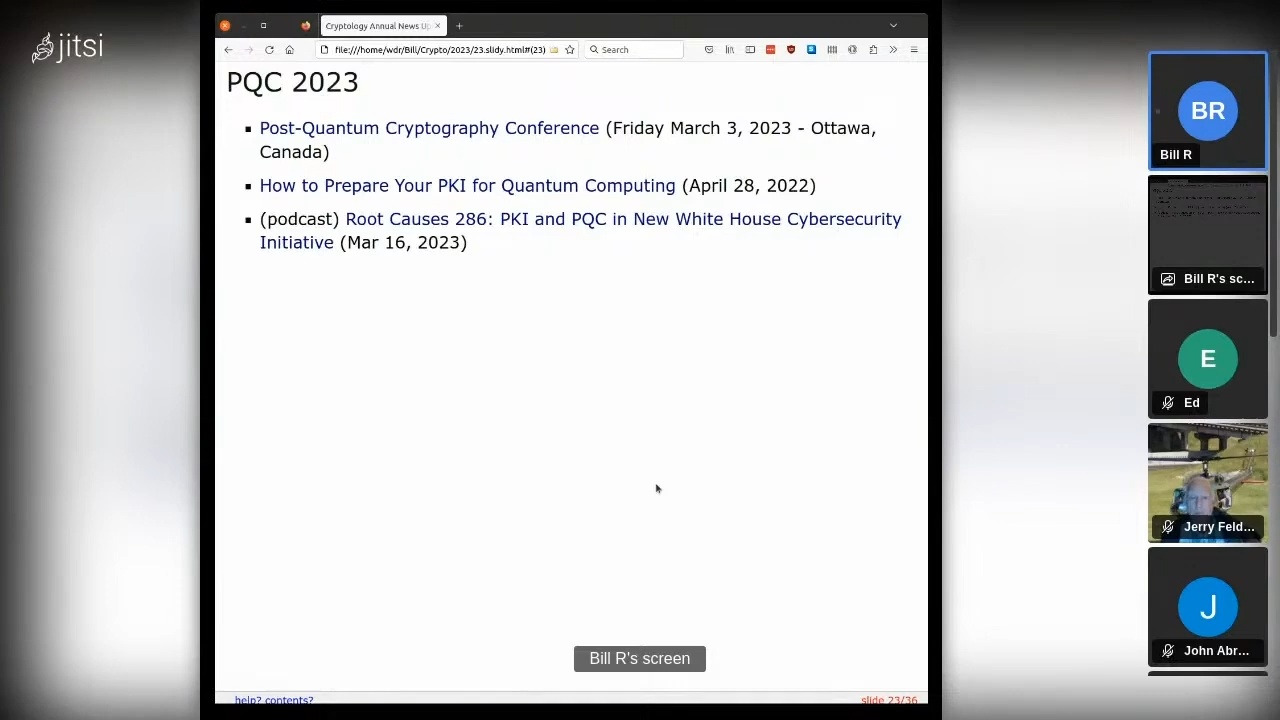 jitsi
Cryptology Annual News Up
file:///home/wdr/Bill/Crypto/2023/23.slidy.html#(23)
Search
PQC 2023
Post-Quantum Cryptography Conference (Friday March 3, 2023 - Ottawa,
Canada)
How to Prepare Your PKI for Quantum Computing (April 28, 2022)
(podcast) Root Causes 286: PKI and PQC in New White House Cybersecurity
Initiative (Mar 16, 2023)
Bill R's screen
help? contents?
slide 23/36
BR
Bill R
Bill R's sc...
E
Ed
Jerry Feld...
J
John Abr...